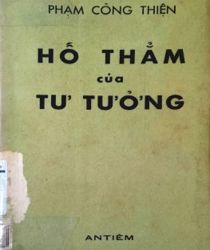 PHẠM CÔNG THIỆN
HỐ THẲM
của
TƯ TƯỞNG
ANTIÊM